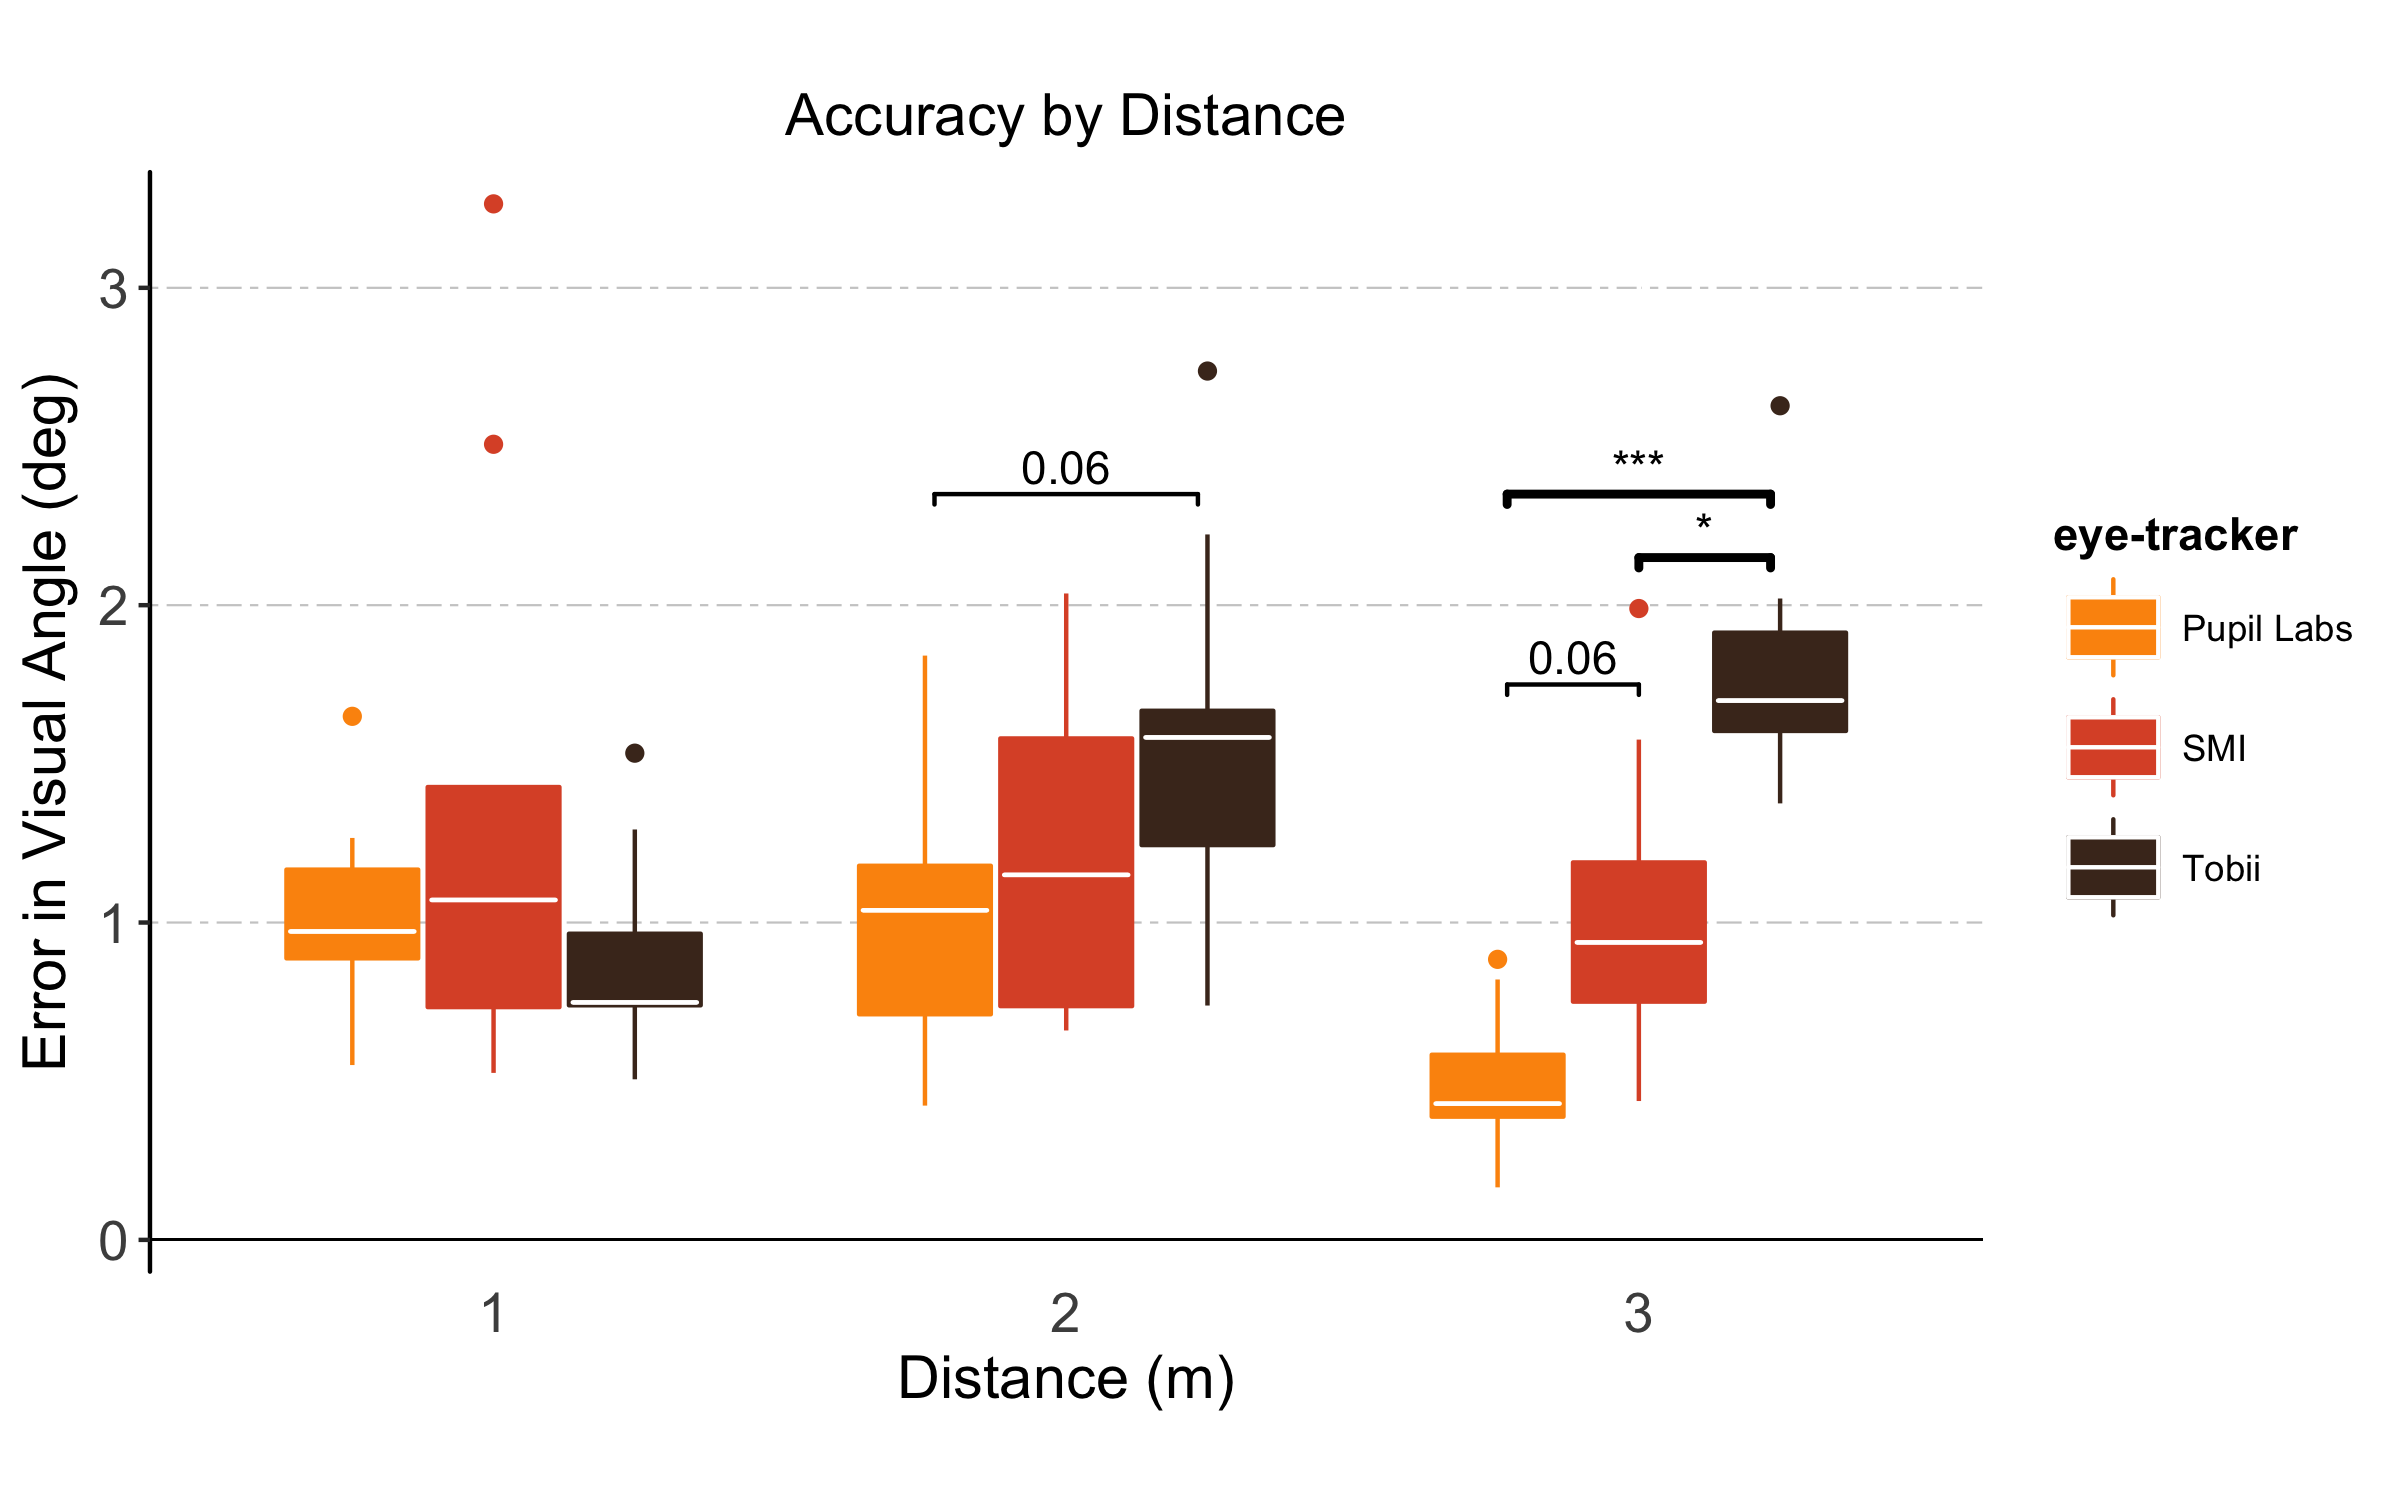 Accuracy by Distance
Error in Visual Angle (deg)
3
2
1
0
0.06
***
*
0.06
1
2
3
Distance (m)
eye-tracker
Pupil Labs
SMI
Tobii